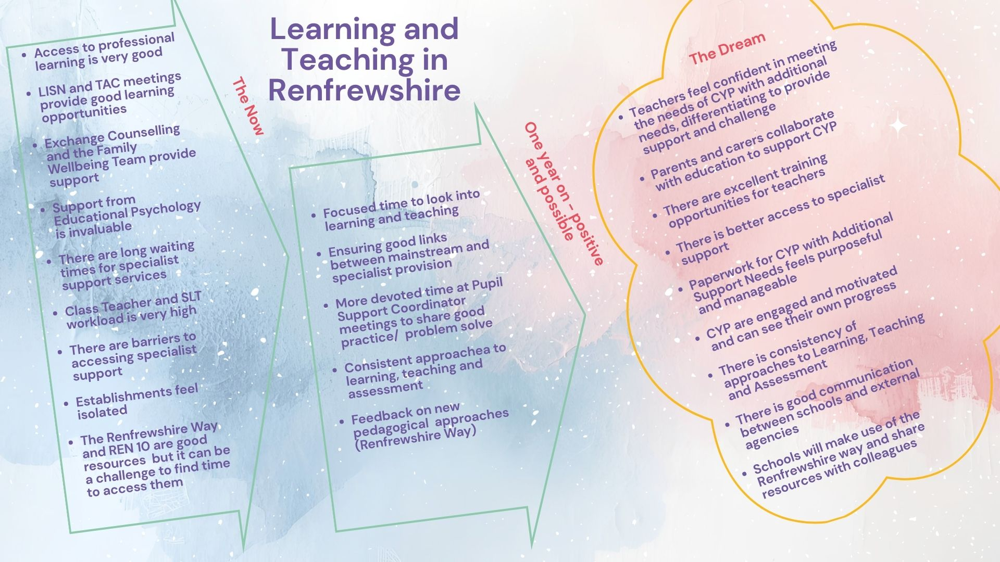 Learning and
Teaching in
Renfrewshire
The Now
• Access to professional
learning is very good
• LISN and TAC meetings
provide good learning
opportunities
• Exchange Counselling
and the Family
Wellbeing Team provide
support
• Support from
Educational Psychology
is invaluable
• There are long waiting
times for specialist
support services
• Class Teacher and SLT
workload is very high
• There are barriers to
accessing specialist
support
• Establishments feel
isolated
• The Renfrewshire Way
and REN 10 are good
resources but it can be
a challenge to find time
to access them
One year on - positive
and possible
• Focused time to look into
learning and teaching
• Ensuring good links
between mainstream and
specialist provision
• More devoted time at Pupil
Support Coordinator
meetings to share good
practice/ problem solve
• Consistent approachea to
learning, teaching and
assessment
• Feedback on new
pedagogical approaches
(Renfrewshire Way)
The Dream
• Teachers feel confident in meeting
the needs of CYP with additional
needs, differentiating to provide
support and challenge
• Parents and carers collaborate
with education to support CYP
• There are excellent training
opportunities for teachers
• There is better access to specialist
support
• Paperwork for CYP with Additional
Support Needs feels purposeful
and manageable
• CYP are engaged and motivated
and can see their own progress
• There is consistency of
approaches to Learning, Teaching
and Assessment
• There is good communication
between schools and external
agencies
• Schools will make use of the
Renfrewshire way and share
resources with colleagues